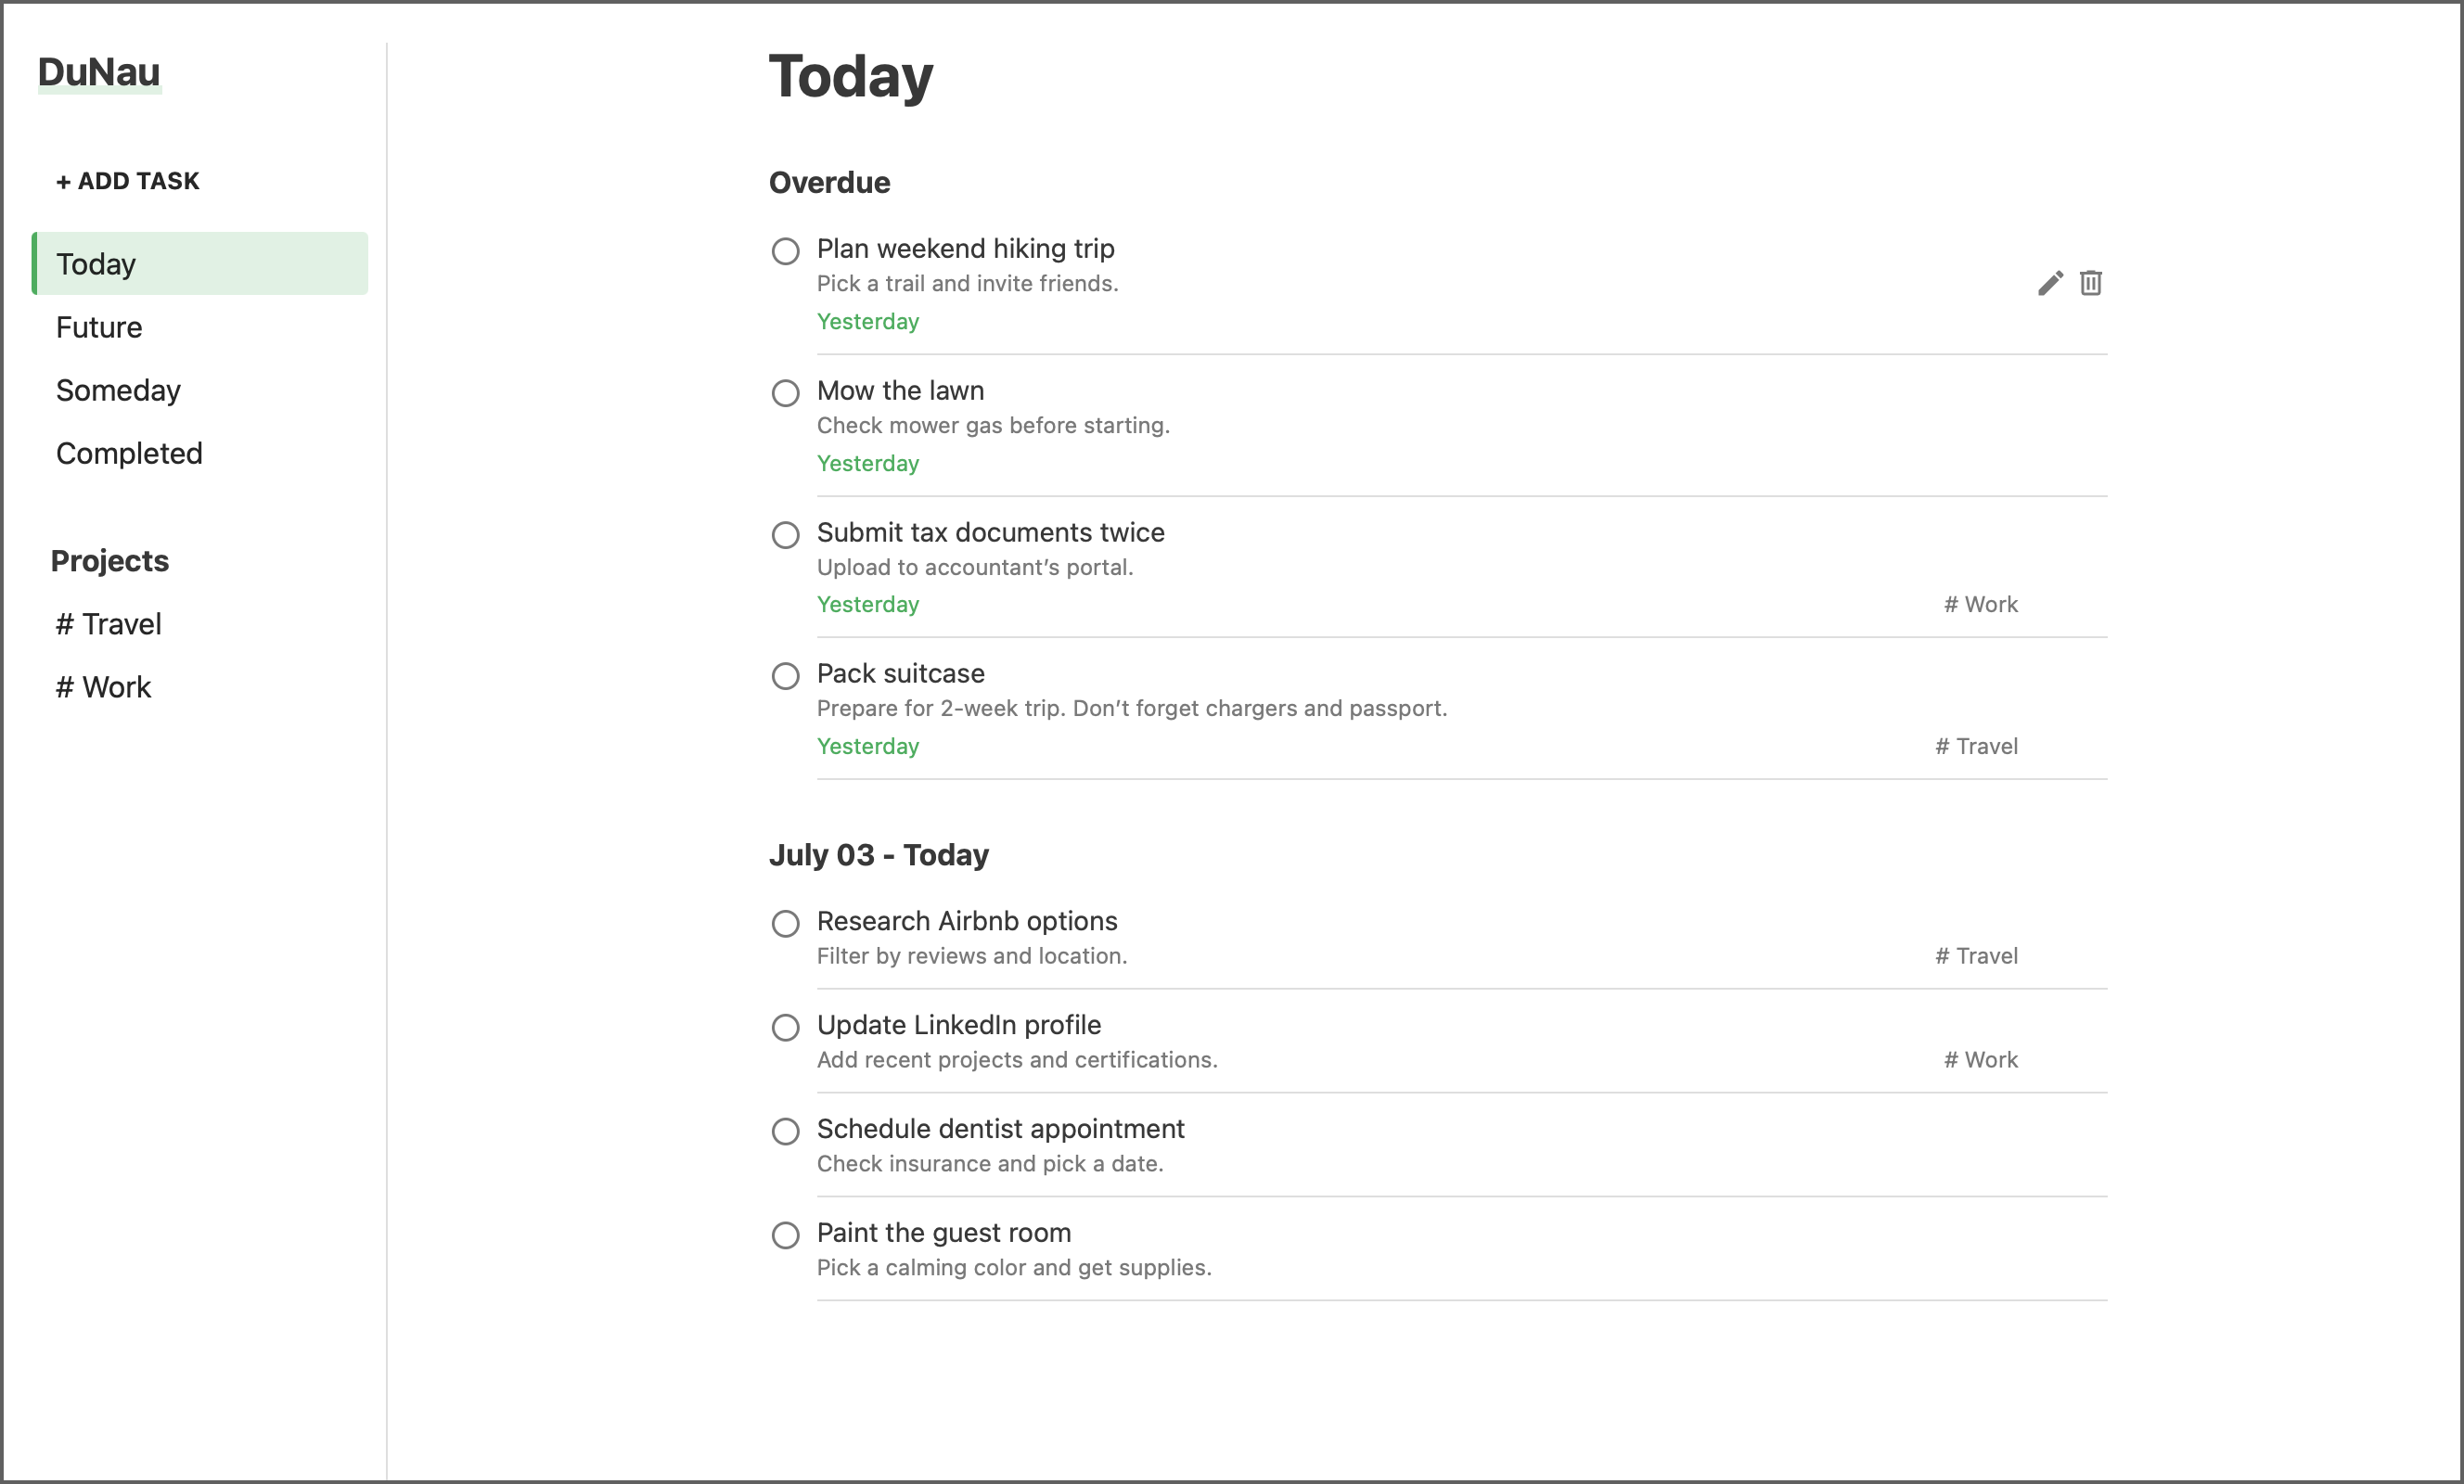 DuNau
+ ADD TASK
Today
Future
Someday
Completed
Projects
# Travel
# Work
Today
Overdue
Plan weekend hiking trip
Pick a trail and invite friends.
Yesterday
Mow the lawn
Check mower gas before starting.
Yesterday
Submit tax documents twice
Upload to accountant’s portal.
Yesterday # Work
Pack suitcase
Prepare for 2-week trip. Don’t forget chargers and passport.
Yesterday # Travel
July 03 - Today
Research Airbnb options
Filter by reviews and location. # Travel
Update LinkedIn profile
Add recent projects and certifications. # Work
Schedule dentist appointment
Check insurance and pick a date.
Paint the guest room
Pick a calming color and get supplies.